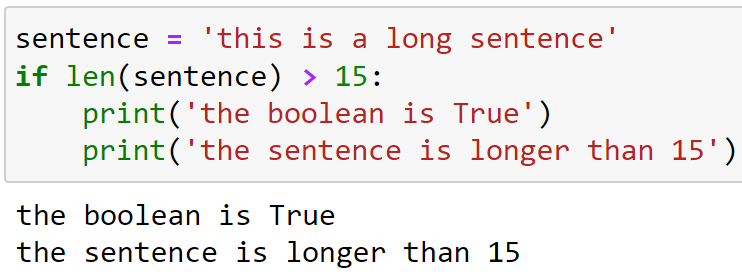 sentence = 'this is a long sentence'
if len(sentence) > 15:
    print('the boolean is True')
    print('the sentence is longer than 15')
the boolean is True
the sentence is longer than 15